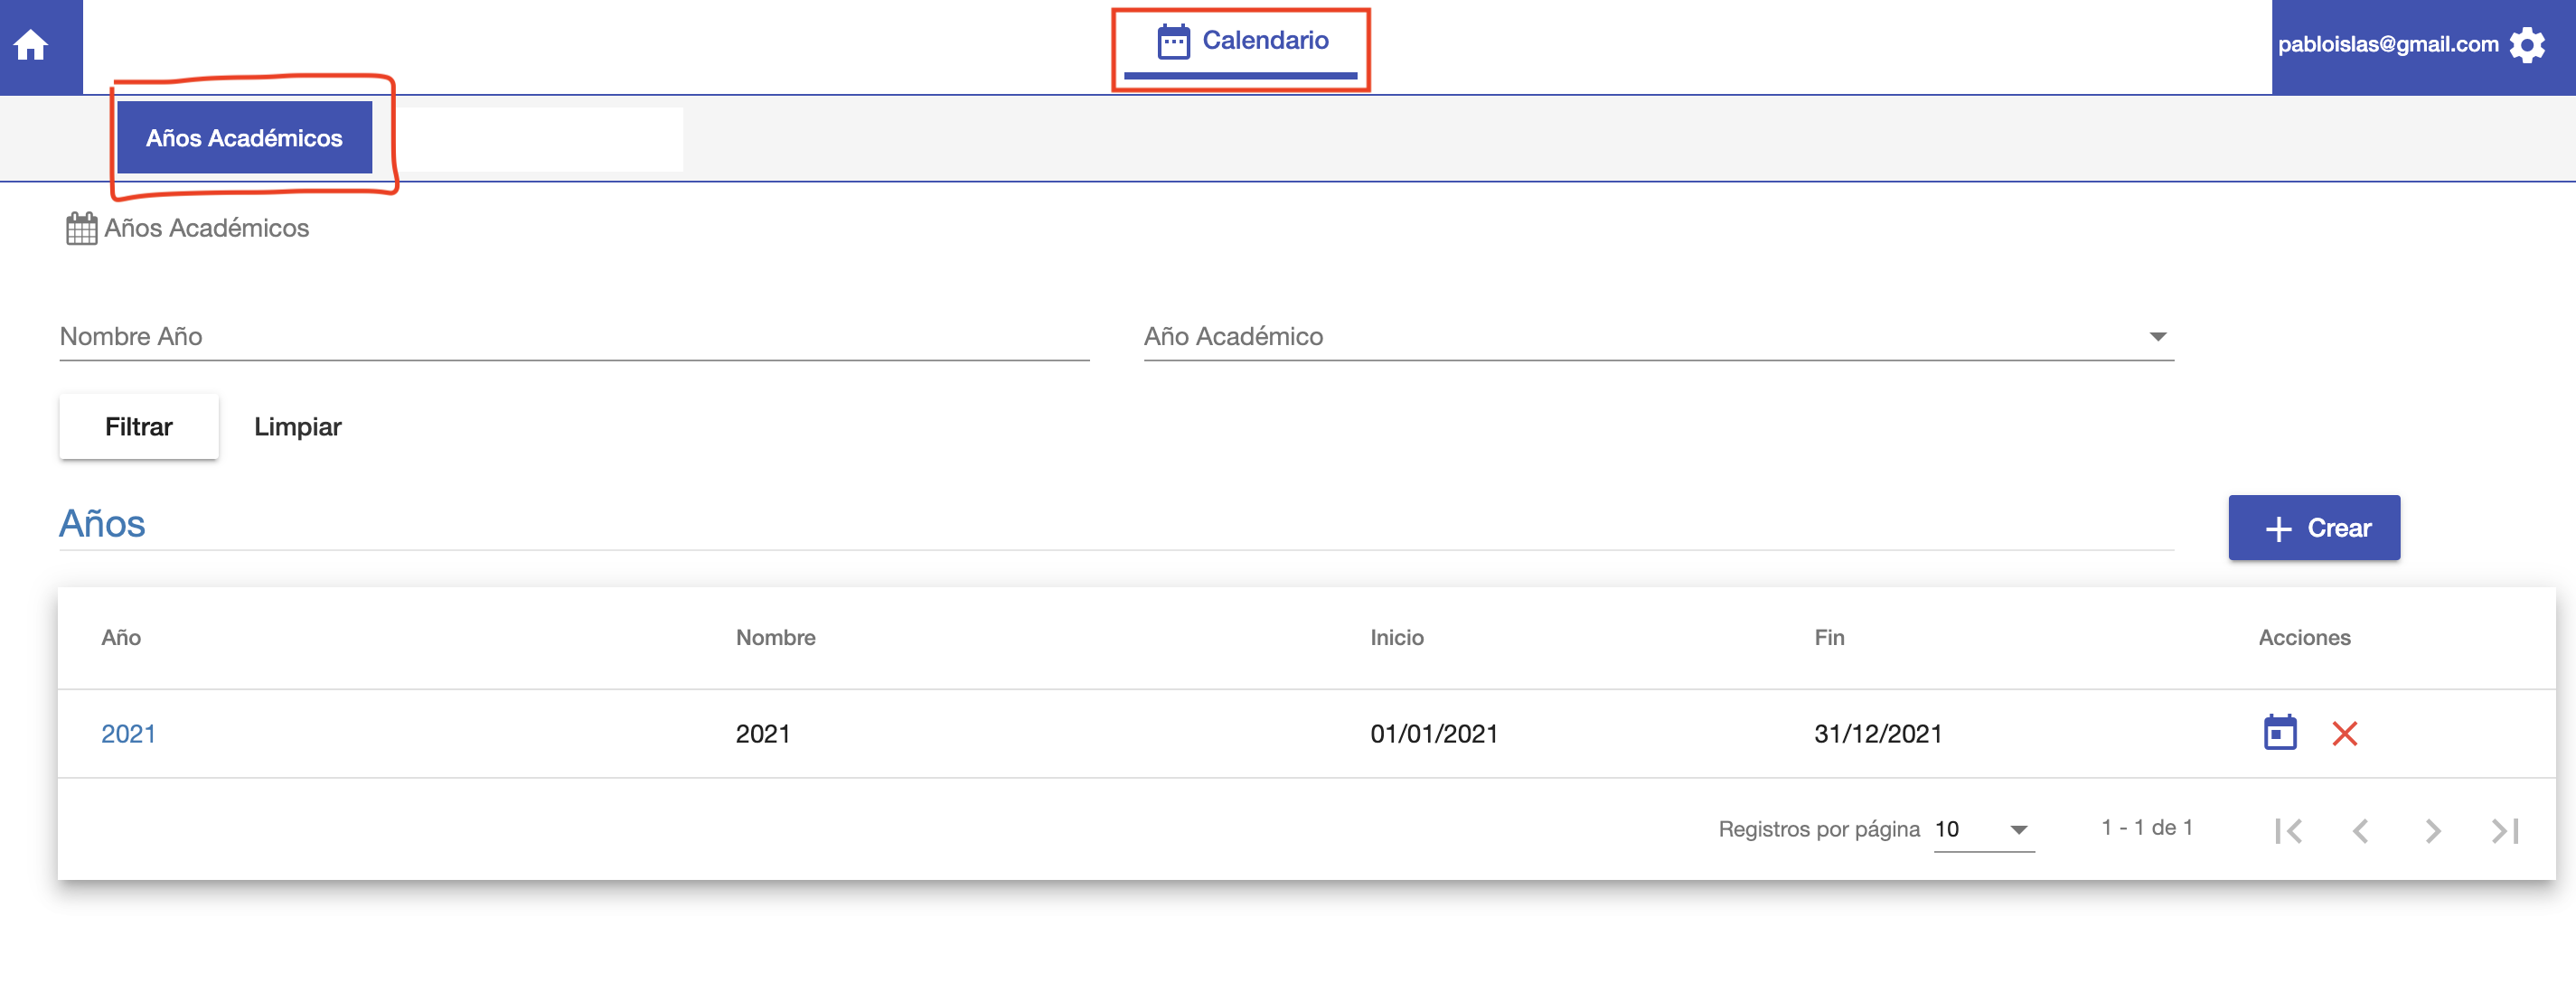 Calendario
pabloislas@gmail.com
Años Académicos
Años Académicos
Nombre Año
Año Académico
Filtrar
Limpiar
Años
Crear
Año Nombre Inicio Fin Acciones
2021 2021 01/01/2021 31/12/2021
Registros por página 10 1 - 1 de 1